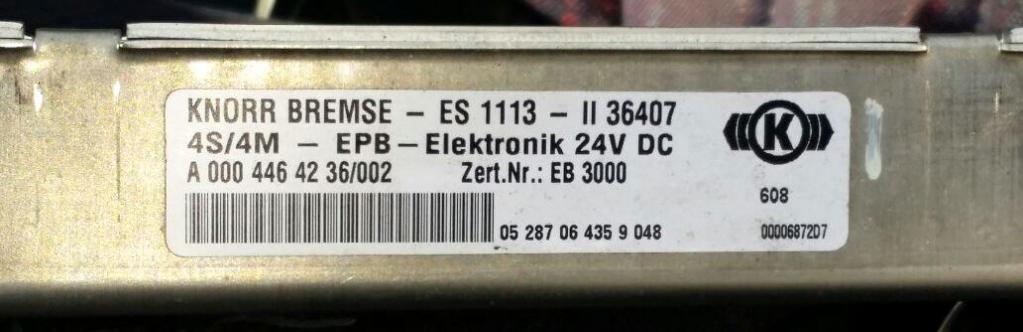 KNORR BREMSE – ES 1113 – II 36407
4S/4M – EPB – Elektronik 24V DC
A 000 446 42 36/002 Zert.Nr.: EB 3000
K
608
05 287 06 435 9 048
00006872D7